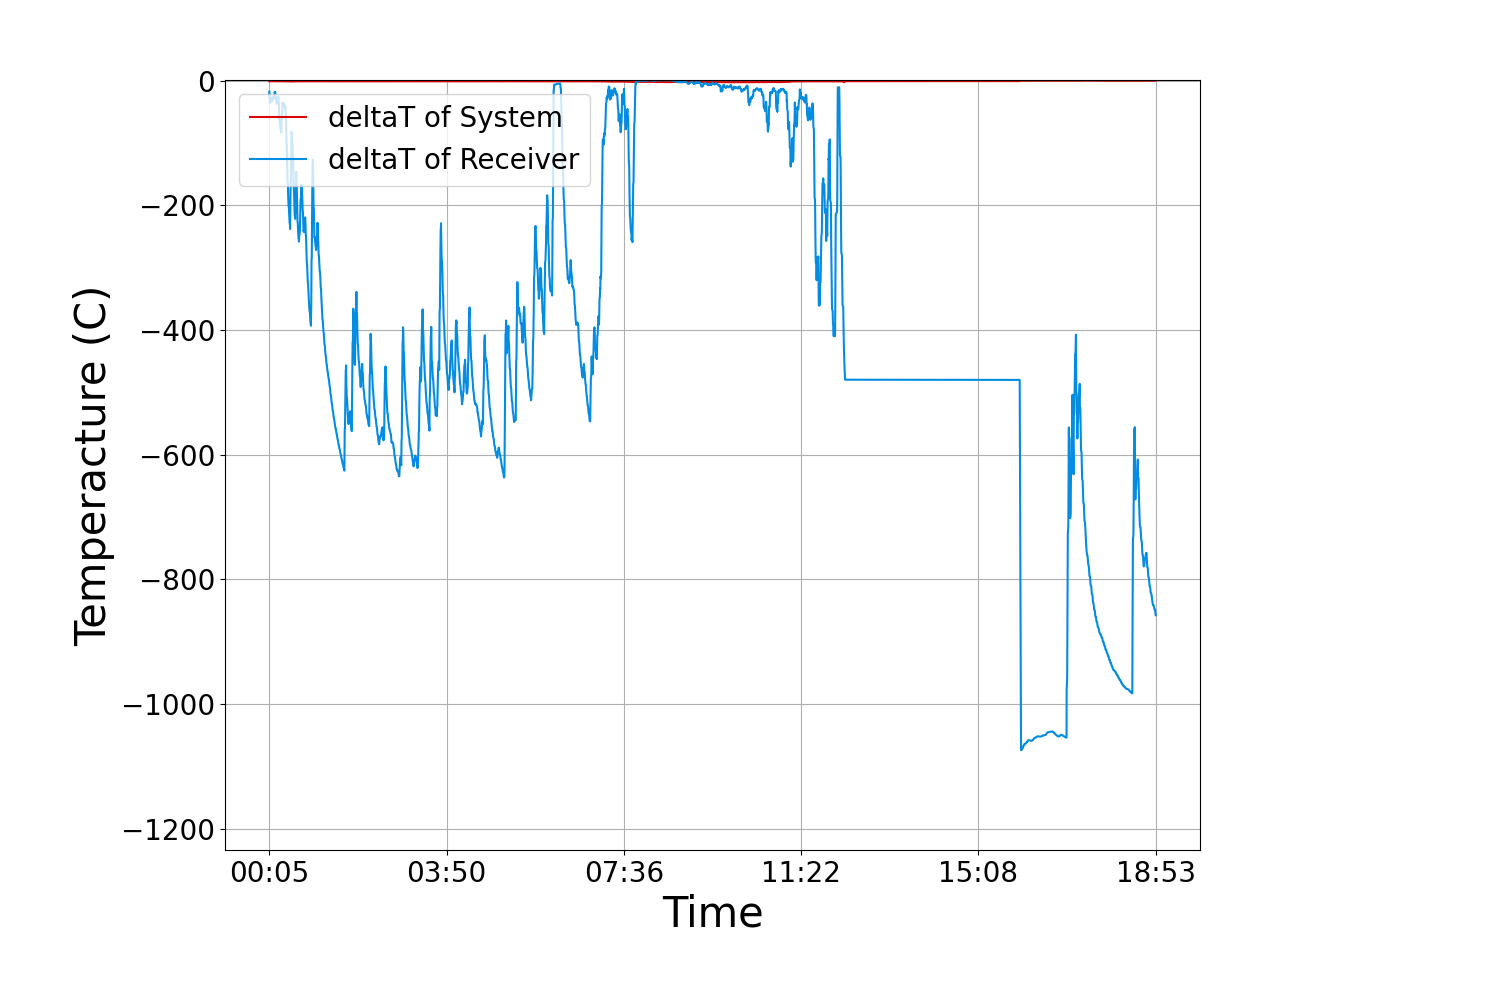 deltaT of System
deltaT of Receiver
0
−200
−400
−600
−800
−1000
−1200
Temperacture (C)
00:05 03:50 07:36 11:22 15:08 18:53
Time